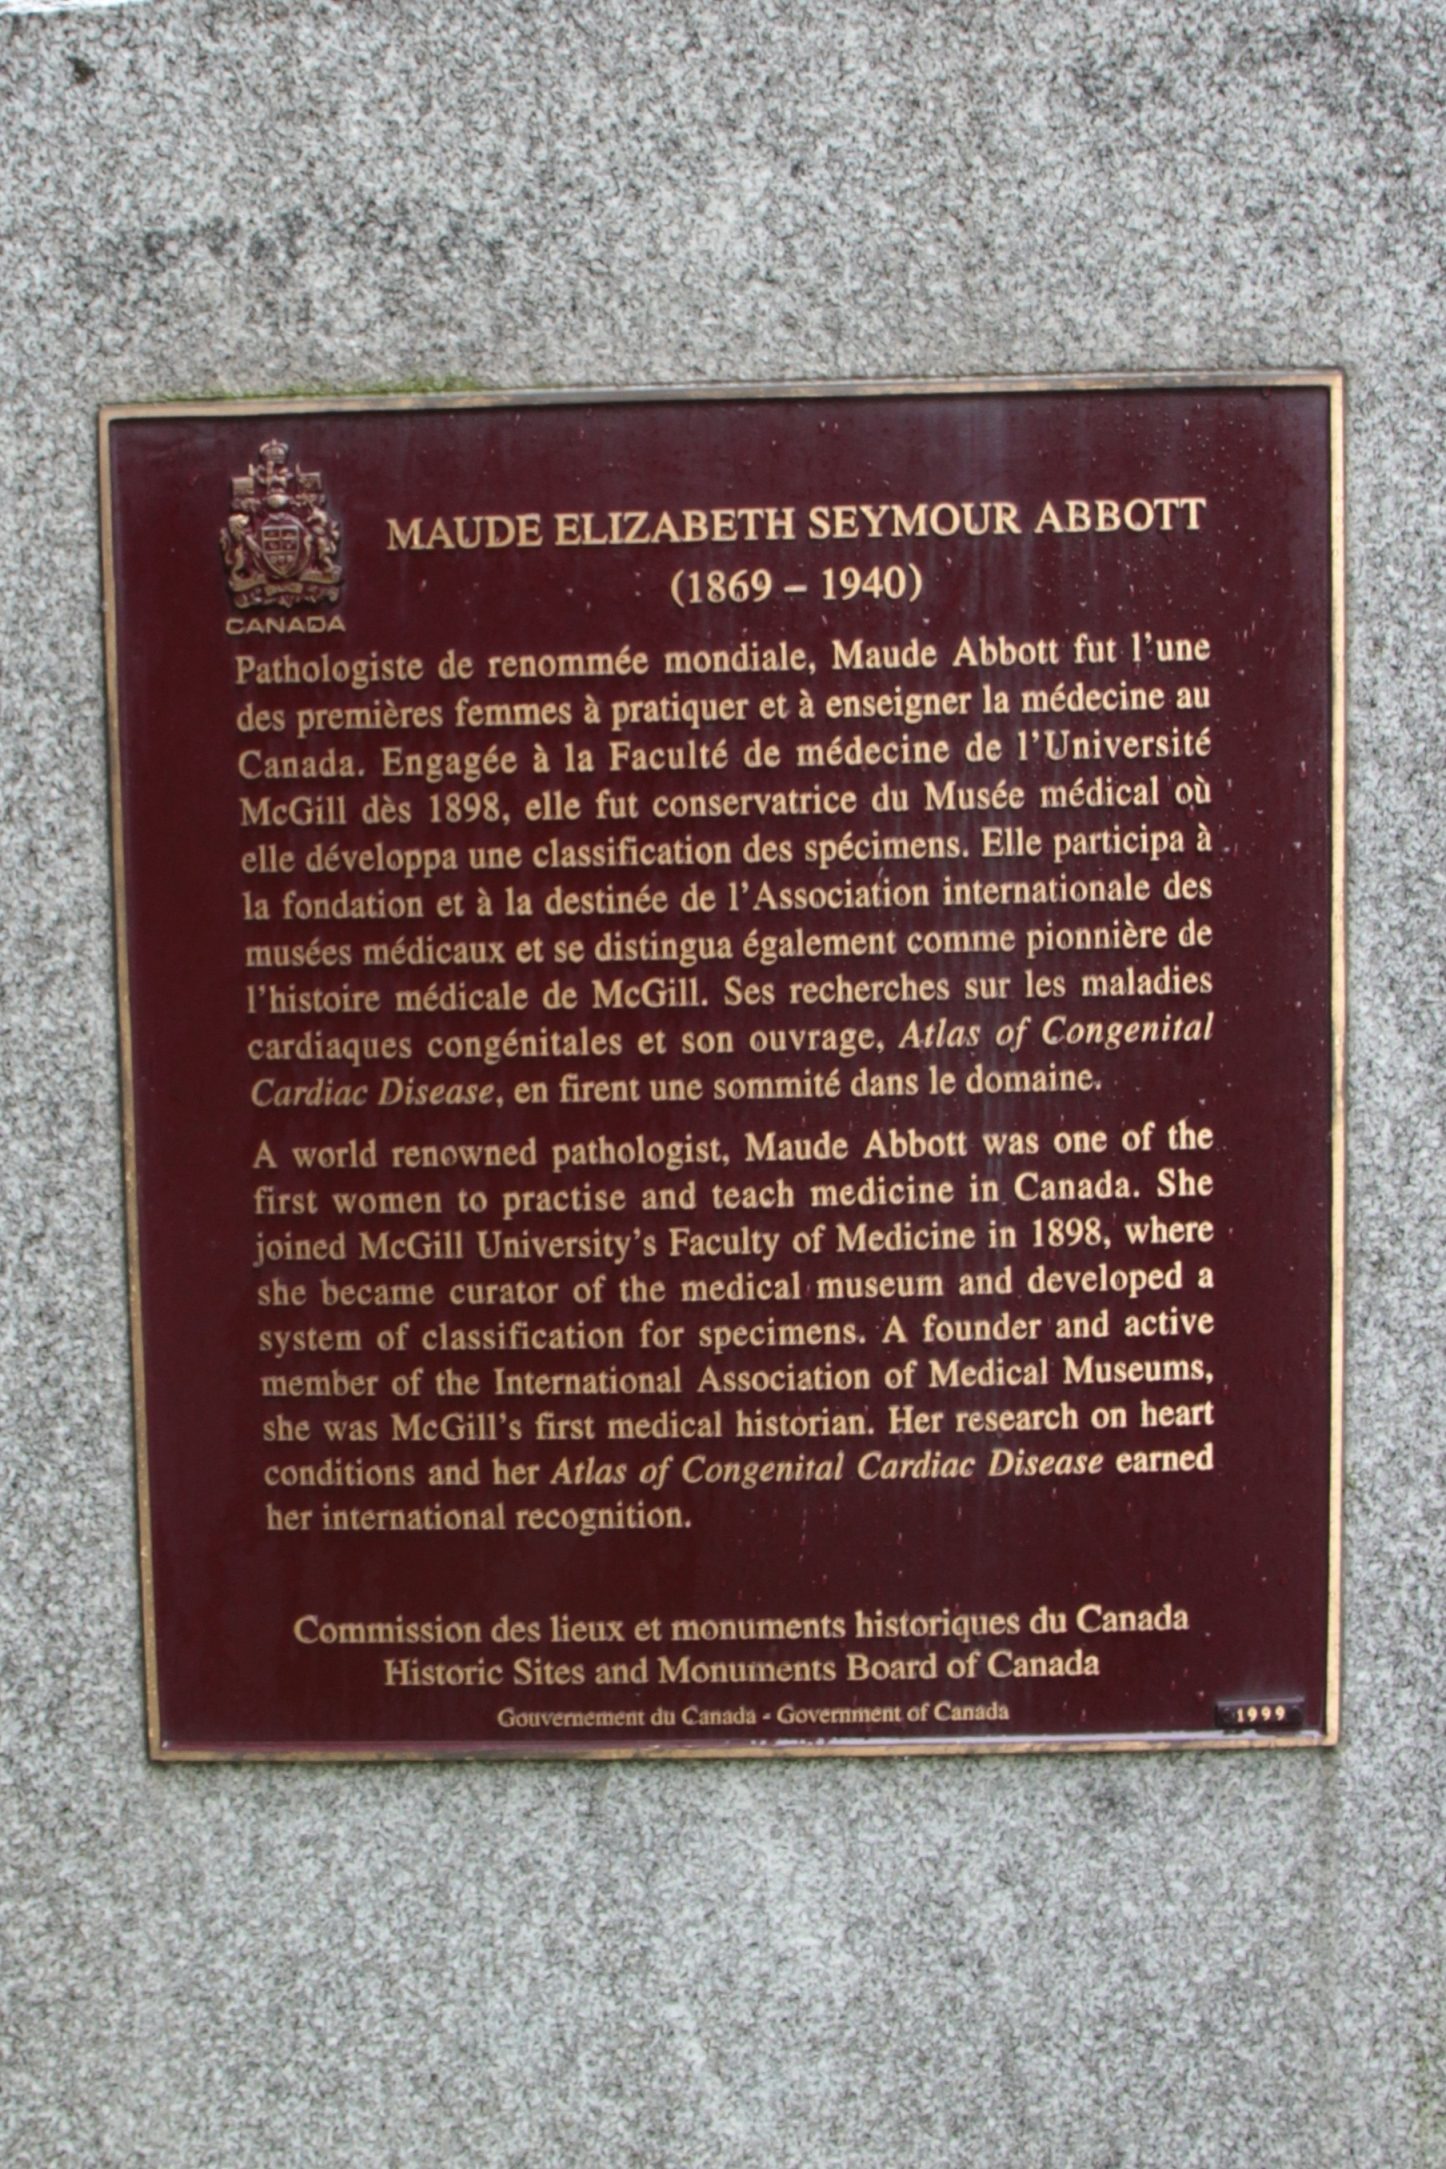 CANADA
MAUDE ELIZABETH SEYMOUR ABBOTT
(1869 – 1940)
Pathologiste de renommée mondiale, Maude Abbott fut l'une
des premières femmes à pratiquer et à enseigner la médecine au
Canada. Engagée à la Faculté de médecine de l'Université
McGill dès 1898, elle fut conservatrice du Musée médical où
elle développa une classification des spécimens. Elle participa à
la fondation et à la destinée de l'Association internationale des
musées médicaux et se distingua également comme pionnière de
l'histoire médicale de McGill. Ses recherches sur les maladies
cardiaques congénitales et son ouvrage, Atlas of Congenital
Cardiac Disease, en firent une sommité dans le domaine.
A world renowned pathologist, Maude Abbott was one of the
first women to practise and teach medicine in Canada. She
joined McGill University's Faculty of Medicine in 1898, where
she became curator of the medical museum and developed a
system of classification for specimens. A founder and active
member of the International Association of Medical Museums,
she was McGill's first medical historian. Her research on heart
conditions and her Atlas of Congenital Cardiac Disease earned
her international recognition.
Commission des lieux et monuments historiques du Canada
Historic Sites and Monuments Board of Canada
Gouvernement du Canada - Government of Canada
1999